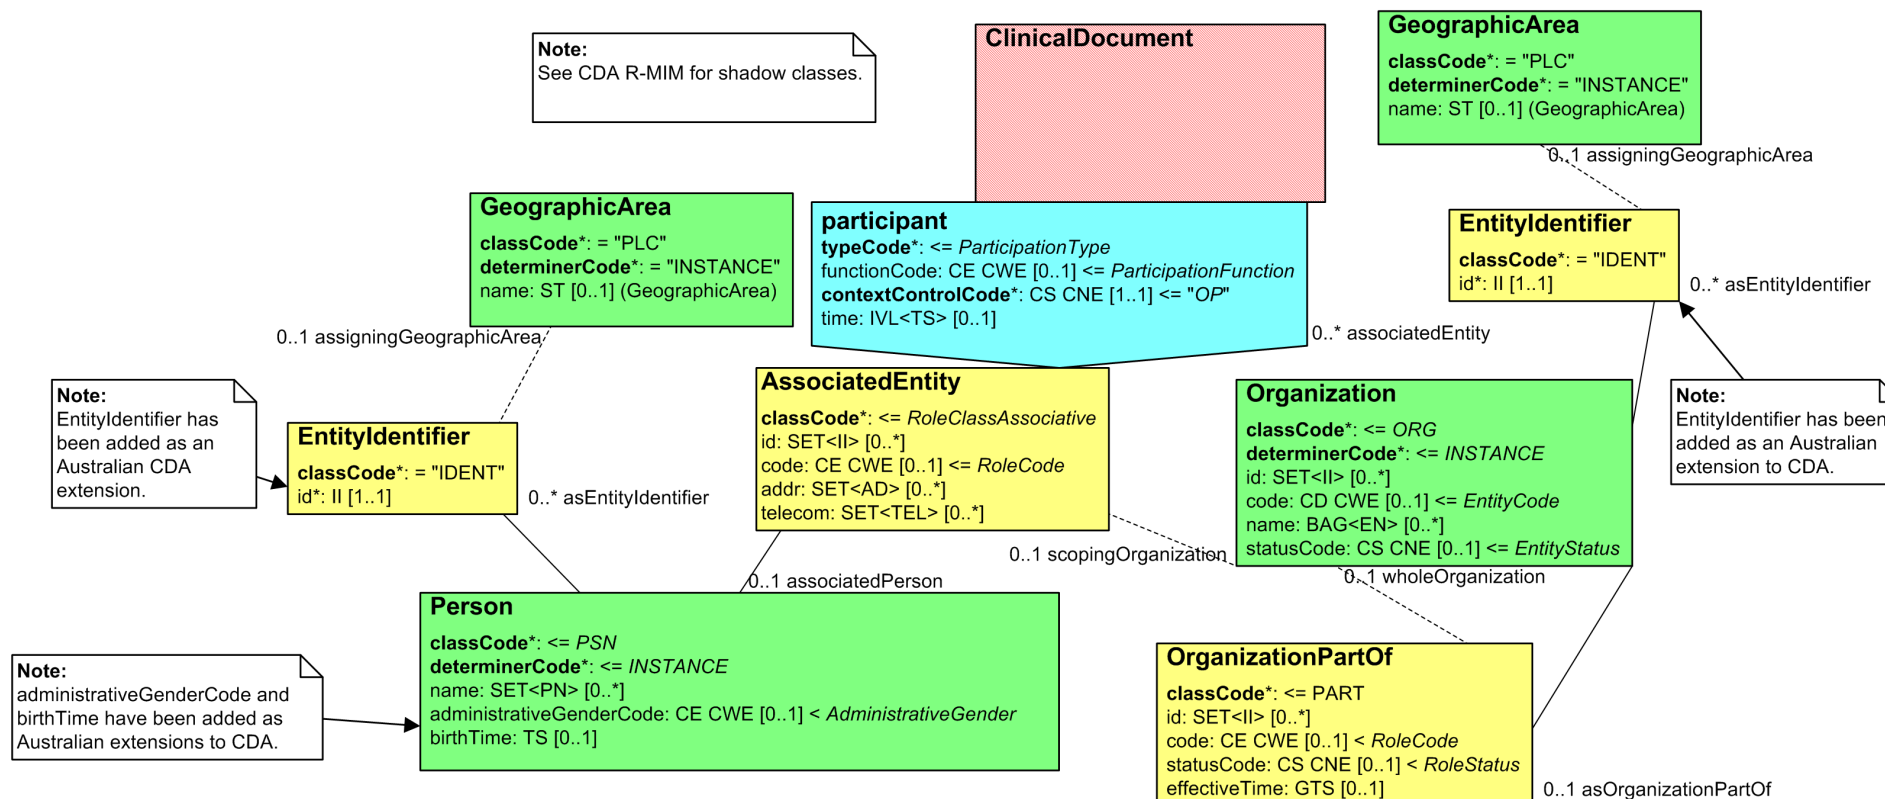 Note:
See CDA R-MIM for shadow classes.
ClinicalDocument
GeographicArea
classCode*: = "PLC"
determinerCode*: = "INSTANCE"
name: ST [0..1] (GeographicArea)
0..1 assigningGeographicArea
GeographicArea
classCode*: = "PLC"
determinerCode*: = "INSTANCE"
name: ST [0..1] (GeographicArea)
0..1 assigningGeographicArea
participant
typeCode*: <= ParticipationType
functionCode: CE CWE [0..1] <= ParticipationFunction
contextControlCode*: CS CNE [1..1] <= "OP"
time: IVL<TS> [0..1]
0..* associatedEntity
EntityIdentifier
classCode*: = "IDENT"
id*: II [1..1]
0..* asEntityIdentifier
Note:
EntityIdentifier has
been added as an
Australian CDA
extension.
EntityIdentifier
classCode*: = "IDENT"
id*: II [1..1]
0..* asEntityIdentifier
AssociatedEntity
classCode*: <= RoleClassAssociative
id: SET<II> [0..*]
code: CE CWE [0..1] <= RoleCode
addr: SET<AD> [0..*]
telecom: SET<TEL> [0..*]
Organization
classCode*: <= ORG
determinerCode*: <= INSTANCE
id: SET<II> [0..*]
code: CD CWE [0..1] <= EntityCode
name: BAG<EN> [0..*]
statusCode: CS CNE [0..1] <= EntityStatus
Note:
EntityIdentifier has been
added as an Australian
extension to CDA.
0..1 scopingOrganization
0..1 wholeOrganization
0..1 associatedPerson
Person
classCode*: <= PSN
determinerCode*: <= INSTANCE
name: SET<PN> [0..*]
administrativeGenderCode: CE CWE [0..1] < AdministrativeGender
birthTime: TS [0..1]
Note:
administrativeGenderCode and
birthTime have been added as
Australian extensions to CDA.
OrganizationPartOf
classCode*: <= PART
id: SET<II> [0..*]
code: CE CWE [0..1] < RoleCode
statusCode: CS CNE [0..1] < RoleStatus
effectiveTime: GTS [0..1]
0..1 asOrganizationPartOf